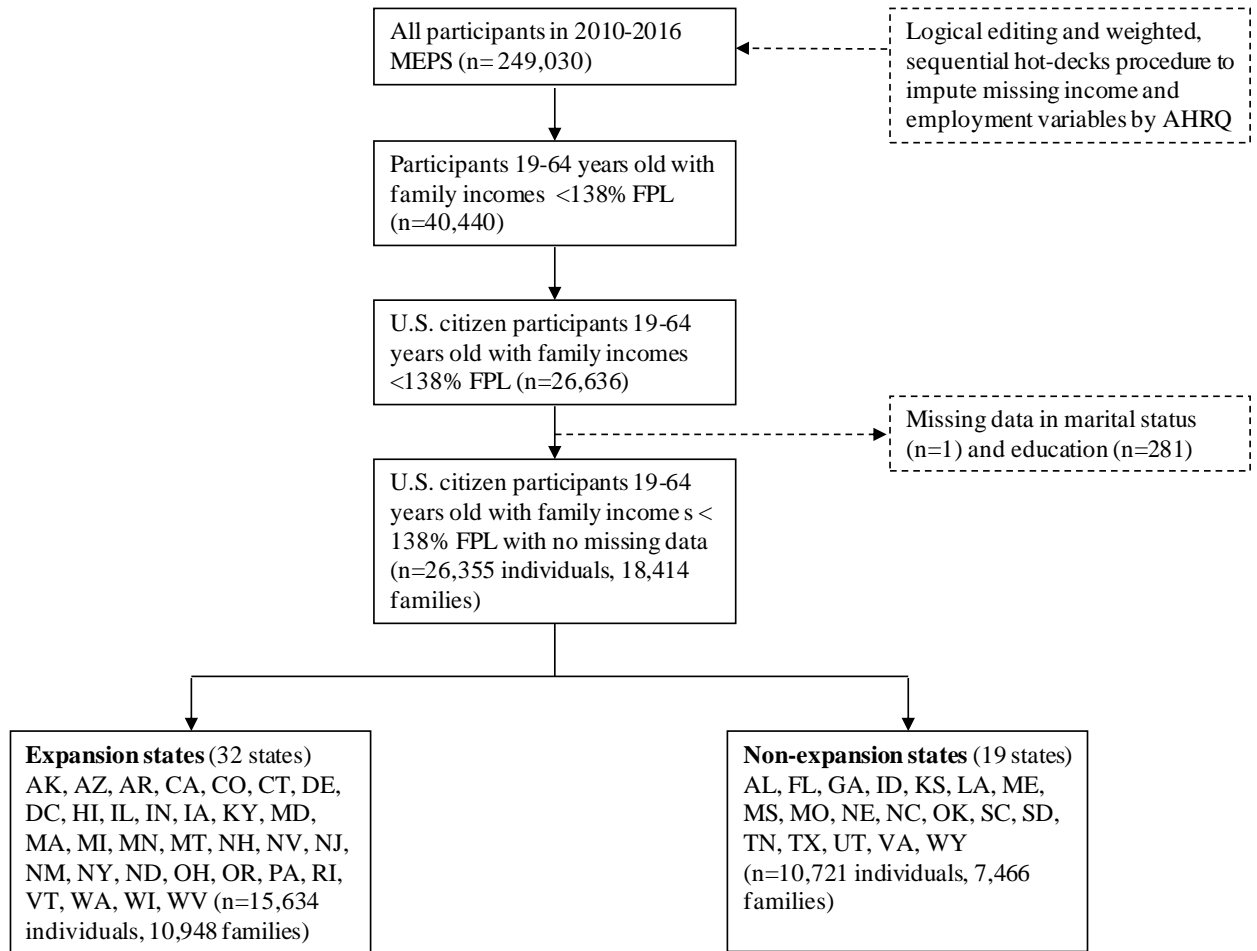 All participants in 2010-2016
MEPS (n= 249,030)
Logical editing and weighted,
sequential hot-decks procedure to
impute missing income and
employment variables by AHRQ
Participants 19-64 years old with
family incomes <138% FPL
(n=40,440)
U.S. citizen participants 19-64
years old with family incomes
<138% FPL (n=26,636)
Missing data in marital status
(n=1) and education (n=281)
U.S. citizen participants 19-64
years old with family income s <
138% FPL with no missing data
(n=26,355 individuals, 18,414
families)
Expansion states (32 states)
AK, AZ, AR, CA, CO, CT, DE,
DC, HI, IL, IN, IA, KY, MD,
MA, MI, MN, MT, NH, NV, NJ,
NM, NY, ND, OH, OR, PA, RI,
VT, WA, WI, WV (n=15,634
individuals, 10,948 families)
Non-expansion states (19 states)
AL, FL, GA, ID, KS, LA, ME,
MS, MO, NE, NC, OK, SC, SD,
TN, TX, UT, VA, WY
(n=10,721 individuals, 7,466
families)